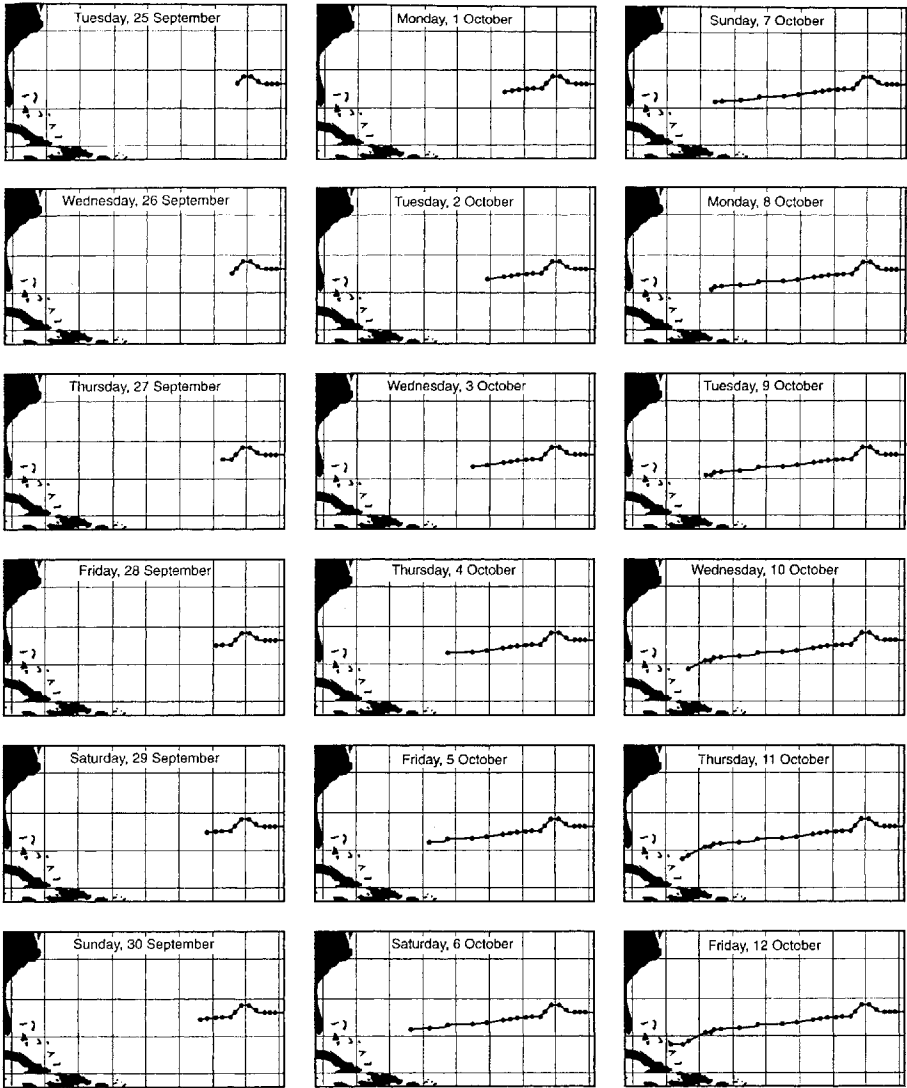 Tuesday, 25 September
Monday, 1 October
Sunday, 7 October
Wednesday, 26 September
Tuesday, 2 October
Monday, 8 October
Thursday, 27 September
Wednesday, 3 October
Tuesday, 9 October
Friday, 28 September
Thursday, 4 October
Wednesday, 10 October
Saturday, 29 September
Friday, 5 October
Thursday, 11 October
Sunday, 30 September
Saturday, 6 October
Friday, 12 October